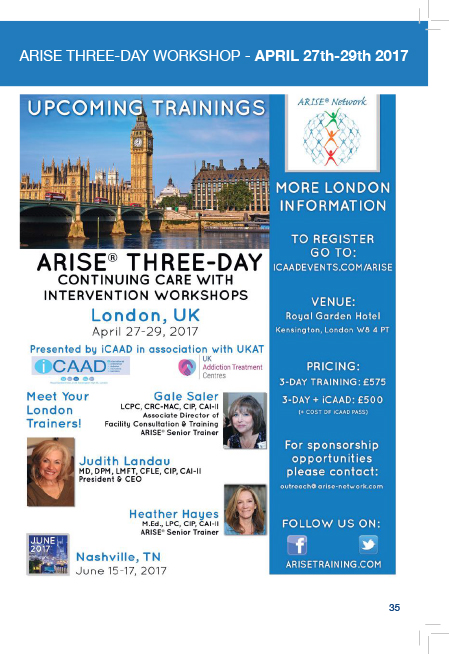 ARISE THREE-DAY WORKSHOP - APRIL 27th-29th 2017
UPCOMING TRAININGS
ARISE® THREE-DAY
CONTINUING CARE WITH
INTERVENTION WORKSHOPS
London, UK
April 27-29, 2017
Presented by iCAAD in association with UKAT
iCAAD
UK
Addiction Treatment
Centres
Meet Your
London
Trainers!
Gale Saler
LCPC, CRC-MAC, CIP, CAI-II
Associate Director of
Facility Consultation & Training
ARISE® Senior Trainer
Judith Landau
MD, DPM, LMFT, CFLE, CIP, CAI-II
President & CEO
Heather Hayes
M.Ed., LPC, CIP, CAI-II
ARISE® Senior Trainer
JUNE
2017
Nashville, TN
June 15-17, 2017
ARISE® Network
MORE LONDON
INFORMATION
TO REGISTER
GO TO:
ICAADEVENTS.COM/ARISE
VENUE:
Royal Garden Hotel
Kensington, London W8 4 PT
PRICING:
3-DAY TRAINING: £575
3-DAY + iCAAD: £500
(+ COST OF iCAAD PASS)
For sponsorship
opportunities
please contact:
outreach@arise-network.com
FOLLOW US ON:
ARISETRAINING.COM
35